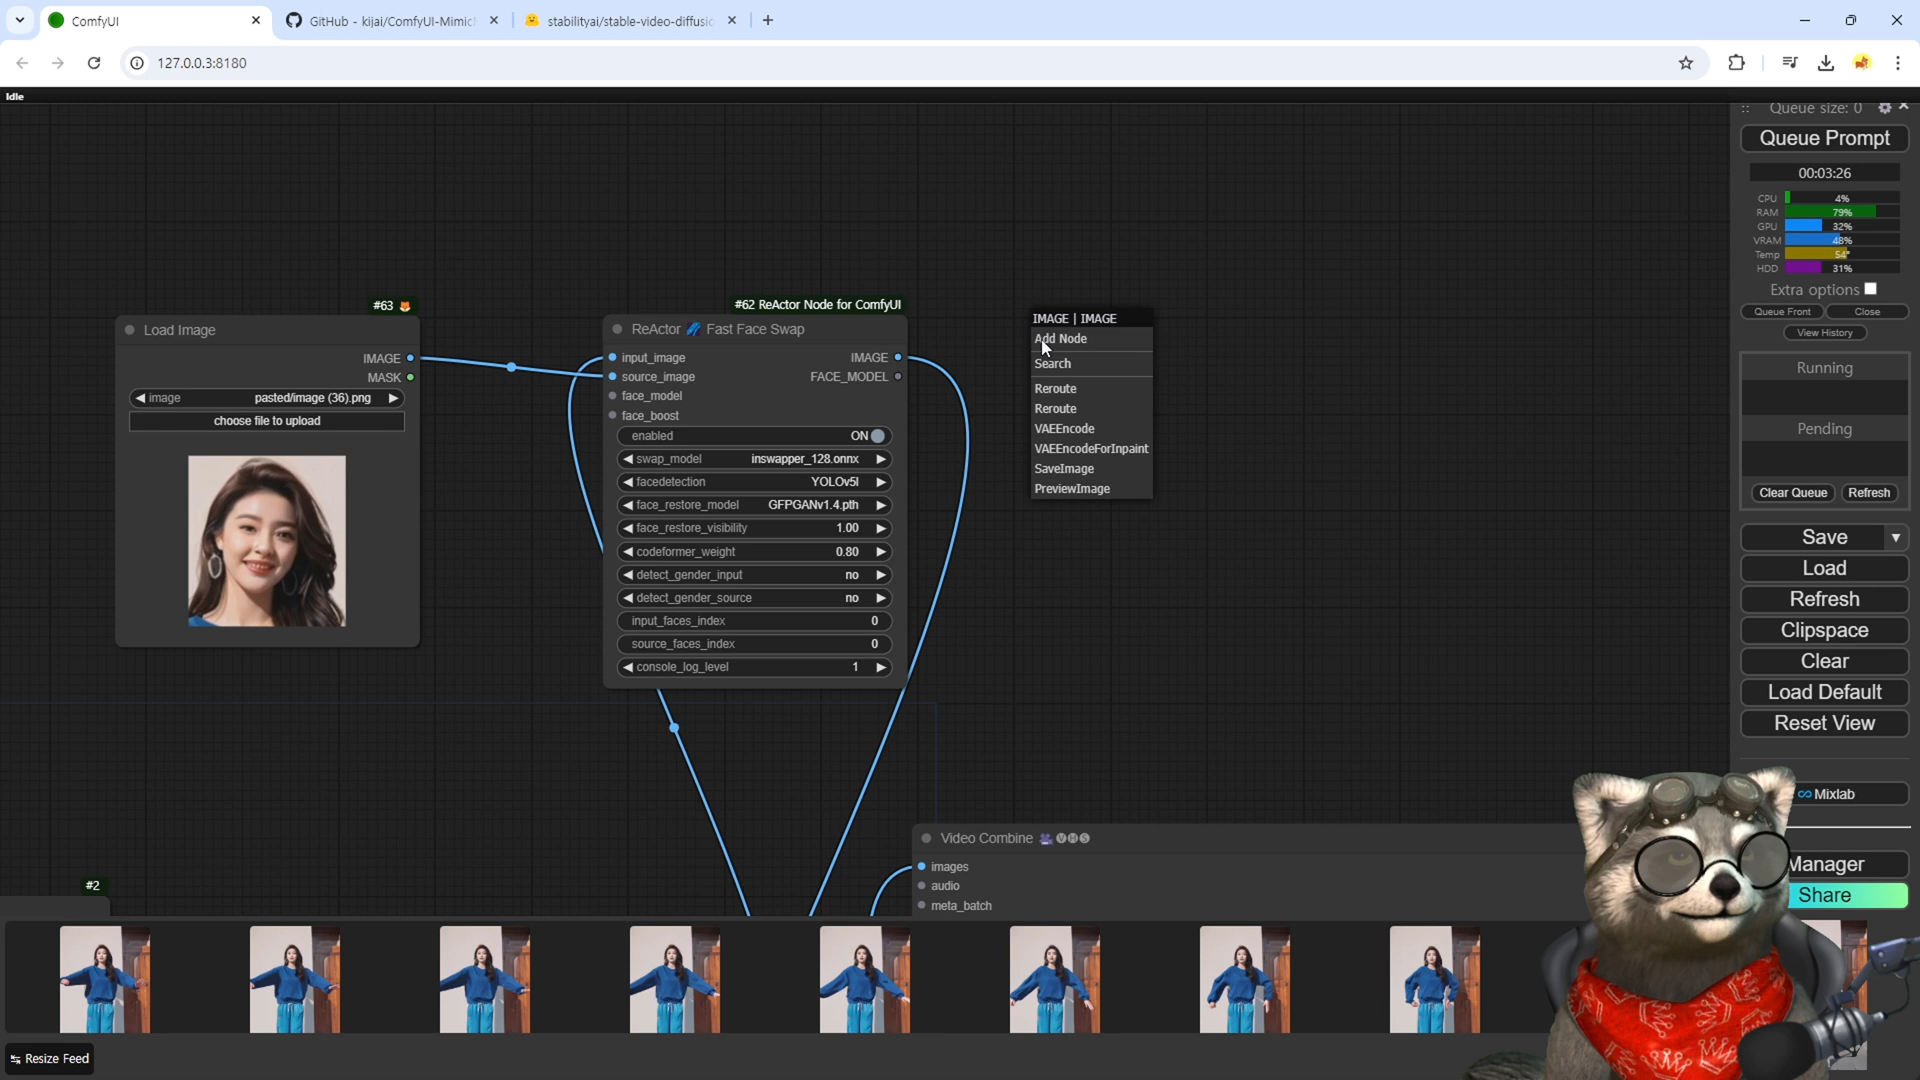 ComfyUI
GitHub - kijai/ComfyUI-Mimic
stabilityai/stable-video-diffusio
127.0.0.3:8180
Idle
Queue size: 0
Queue Prompt
00:03:26
CPU 4%
RAM 79%
GPU 32%
VRAM 48%
Temp 54°
HDD 31%
Extra options
Queue Front
Close
View History
Running
Pending
Clear Queue
Refresh
Save
Load
Refresh
Clipspace
Clear
Load Default
Reset View
Mixlab
Manager
Share
#63
Load Image
IMAGE
MASK
image pasted/image (36).png
choose file to upload
#62 ReActor Node for ComfyUI
ReActor Fast Face Swap
input_image IMAGE
source_image FACE_MODEL
face_model
face_boost
enabled ON
swap_model inswapper_128.onnx
facedetection YOLOv5l
face_restore_model GFPGANv1.4.pth
face_restore_visibility 1.00
codeformer_weight 0.80
detect_gender_input no
detect_gender_source no
input_faces_index 0
source_faces_index 0
console_log_level 1
IMAGE | IMAGE
Add Node
Search
Reroute
Reroute
VAEEncode
VAEEncodeForInpaint
SaveImage
PreviewImage
Video Combine VHS
images
audio
meta_batch
#2
Resize Feed